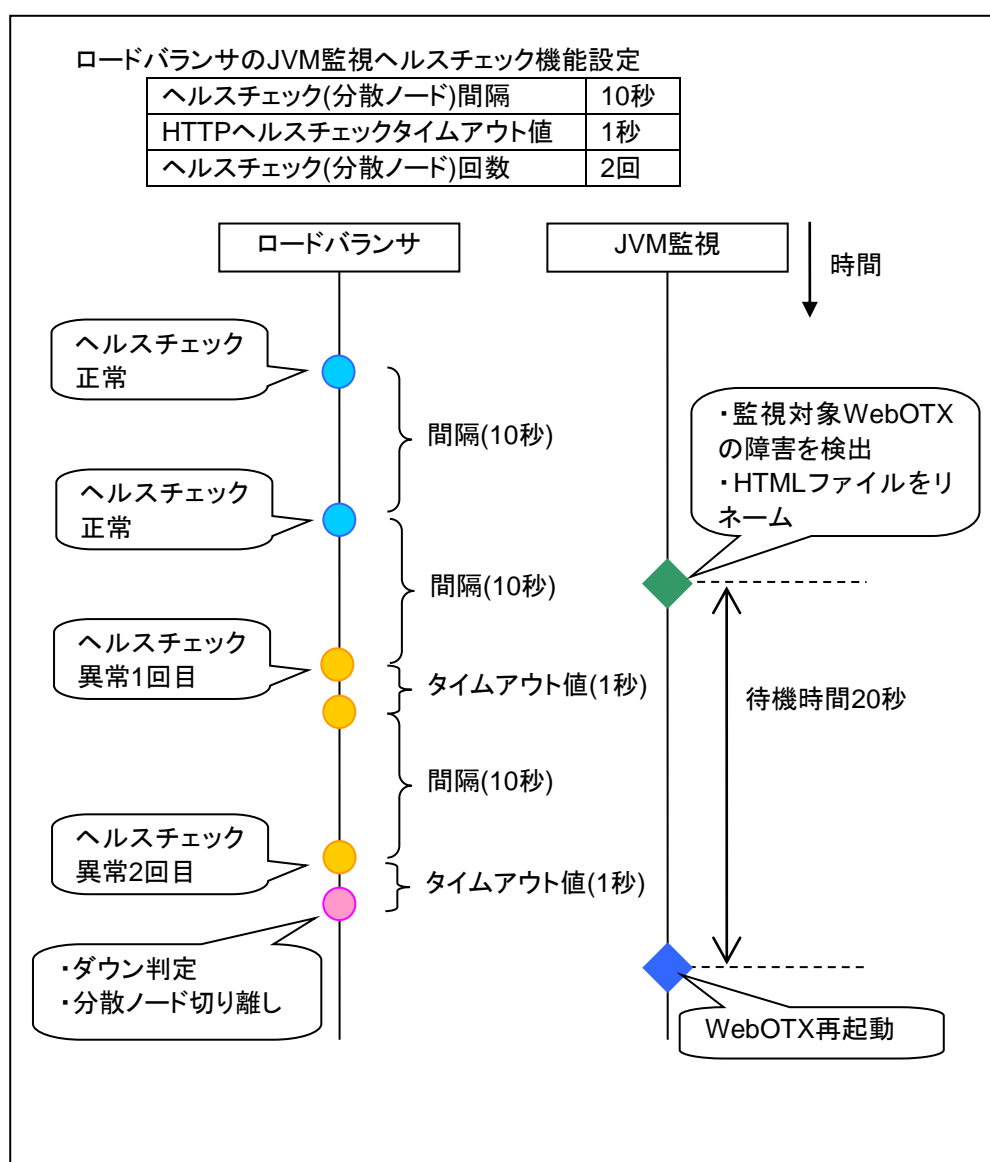 ロードバランサのJVM監視ヘルスチェック機能設定
ヘルスチェック(分散ノード)間隔 10秒
HTTPヘルスチェックタイムアウト値 1秒
ヘルスチェック(分散ノード)回数 2回
ロードバランサ
JVM監視
時間
ヘルスチェック
正常
間隔(10秒)
・監視対象WebOTX
の障害を検出
・HTMLファイルをリ
ネーム
ヘルスチェック
正常
間隔(10秒)
ヘルスチェック
異常1回目
タイムアウト値(1秒)
待機時間20秒
間隔(10秒)
ヘルスチェック
異常2回目
タイムアウト値(1秒)
・ダウン判定
・分散ノード切り離し
WebOTX再起動